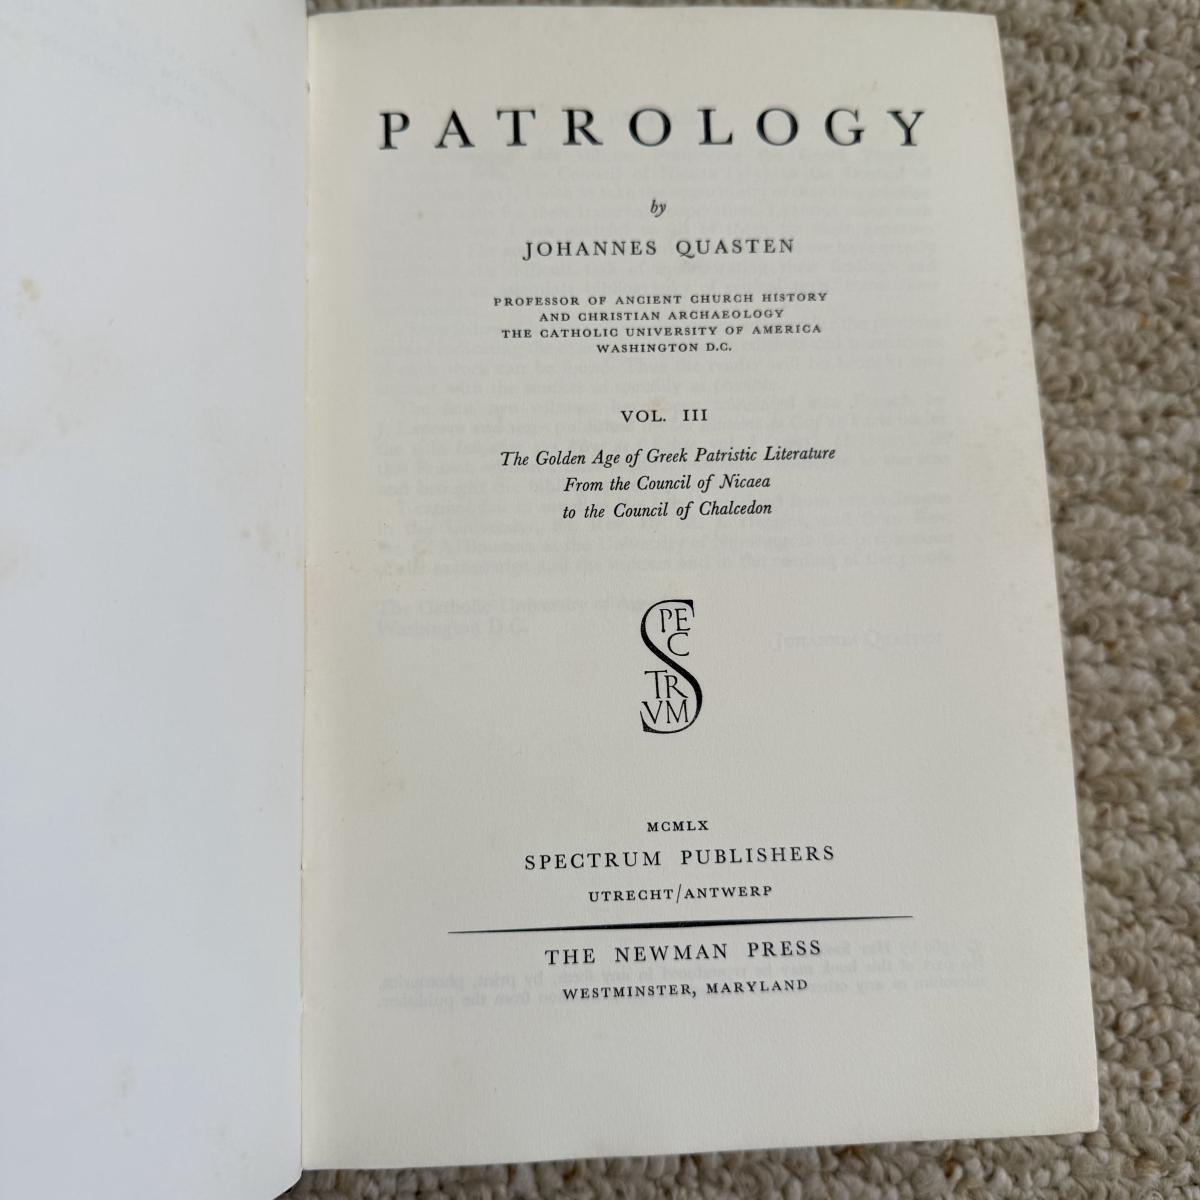 PATROLOGY
by
JOHANNES QUASTEN
PROFESSOR OF ANCIENT CHURCH HISTORY
AND CHRISTIAN ARCHAEOLOGY
THE CATHOLIC UNIVERSITY OF AMERICA
WASHINGTON D.C.
VOL. III
The Golden Age of Greek Patristic Literature
From the Council of Nicaea
to the Council of Chalcedon
SPECTRVM
MCMLX
SPECTRUM PUBLISHERS
UTRECHT/ANTWERP
THE NEWMAN PRESS
WESTMINSTER, MARYLAND